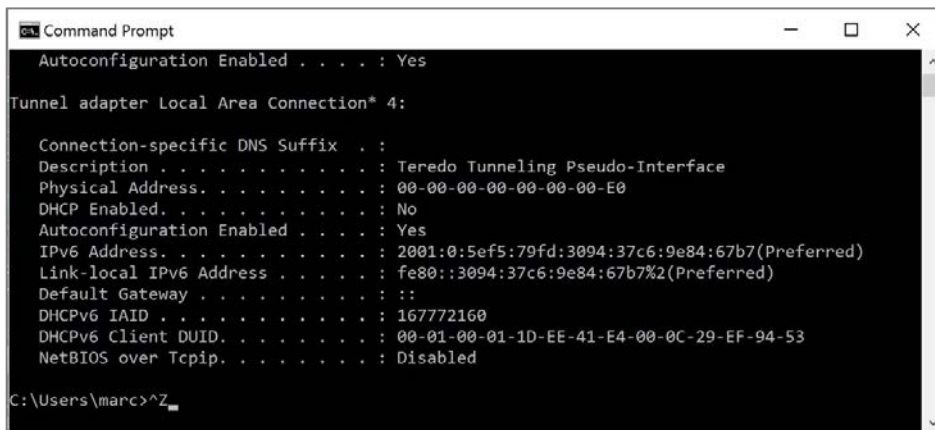 Command Prompt
Autoconfiguration Enabled . . . . : Yes
Tunnel adapter Local Area Connection* 4:
Connection-specific DNS Suffix . :
Description . . . . . . . . . . . : Teredo Tunneling Pseudo-Interface
Physical Address. . . . . . . . . : 00-00-00-00-00-00-00-E0
DHCP Enabled. . . . . . . . . . . : No
Autoconfiguration Enabled . . . . : Yes
IPv6 Address. . . . . . . . . . . : 2001:0:5ef5:79fd:3094:37c6:9e84:67b7(Preferred)
Link-local IPv6 Address . . . . . : fe80::3094:37c6:9e84:67b7%2(Preferred)
Default Gateway . . . . . . . . . : ::
DHCPv6 IAID . . . . . . . . . . . : 167772160
DHCPv6 Client DUID. . . . . . . . : 00-01-00-01-1D-EE-41-E4-00-0C-29-EF-94-53
NetBIOS over Tcpip. . . . . . . . : Disabled
C:\Users\marc>^Z